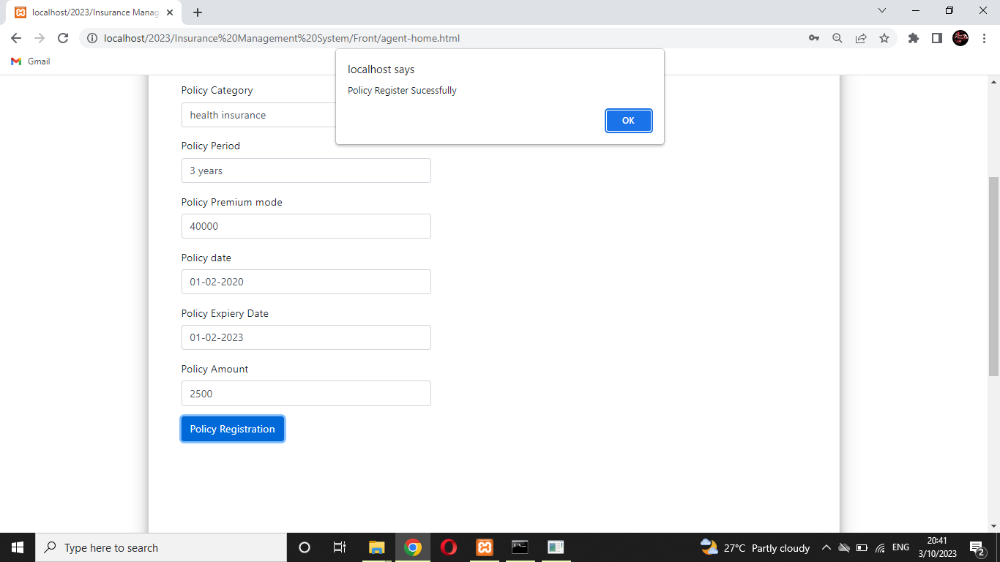 localhost/2023/Insurance Manag
localhost/2023/Insurance%20Management%20System/Front/agent-home.html
Gmail
localhost says
Policy Register Sucessfully
OK
Policy Category
health insurance
Policy Period
3 years
Policy Premium mode
40000
Policy date
01-02-2020
Policy Expiery Date
01-02-2023
Policy Amount
2500
Policy Registration
Type here to search
27°C Partly cloudy
ENG
20:41
3/10/2023
2